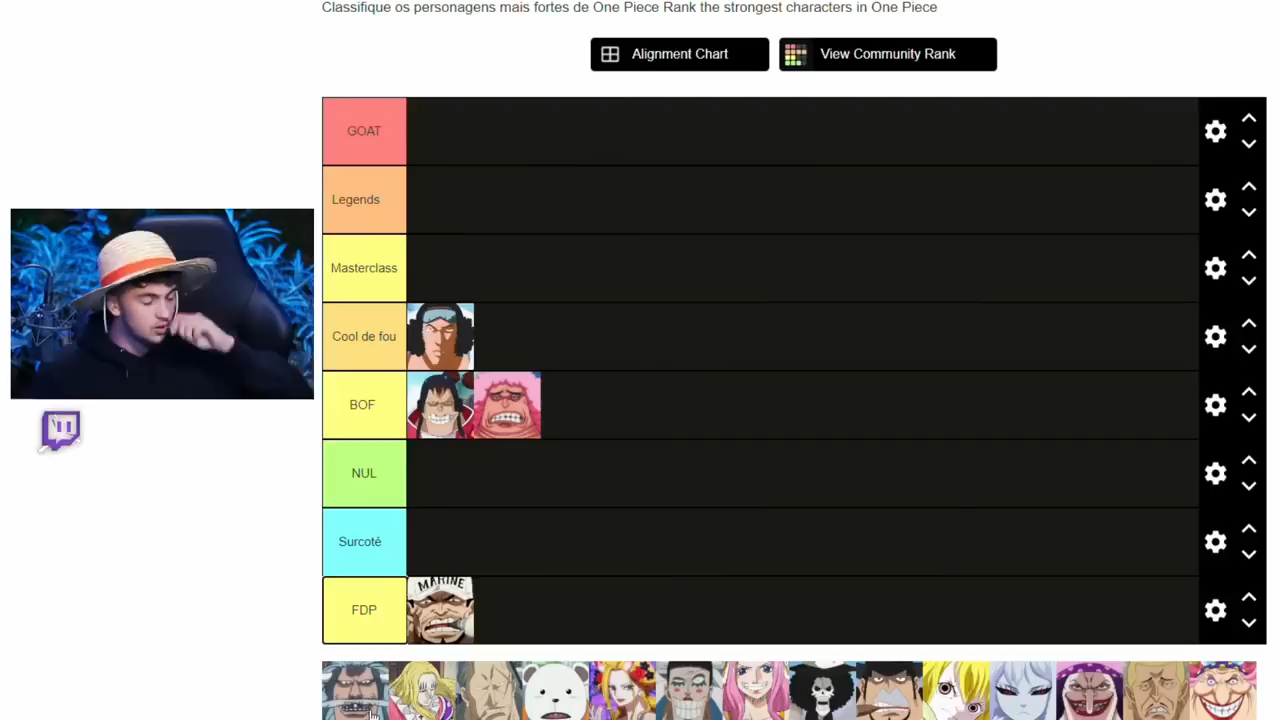 Classifique os personagens mais fortes de One Piece Rank the strongest characters in One Piece
Alignment Chart
View Community Rank
GOAT
Legends
Masterclass
Cool de fou
BOF
NUL
Surcoté
FDP
MARINE